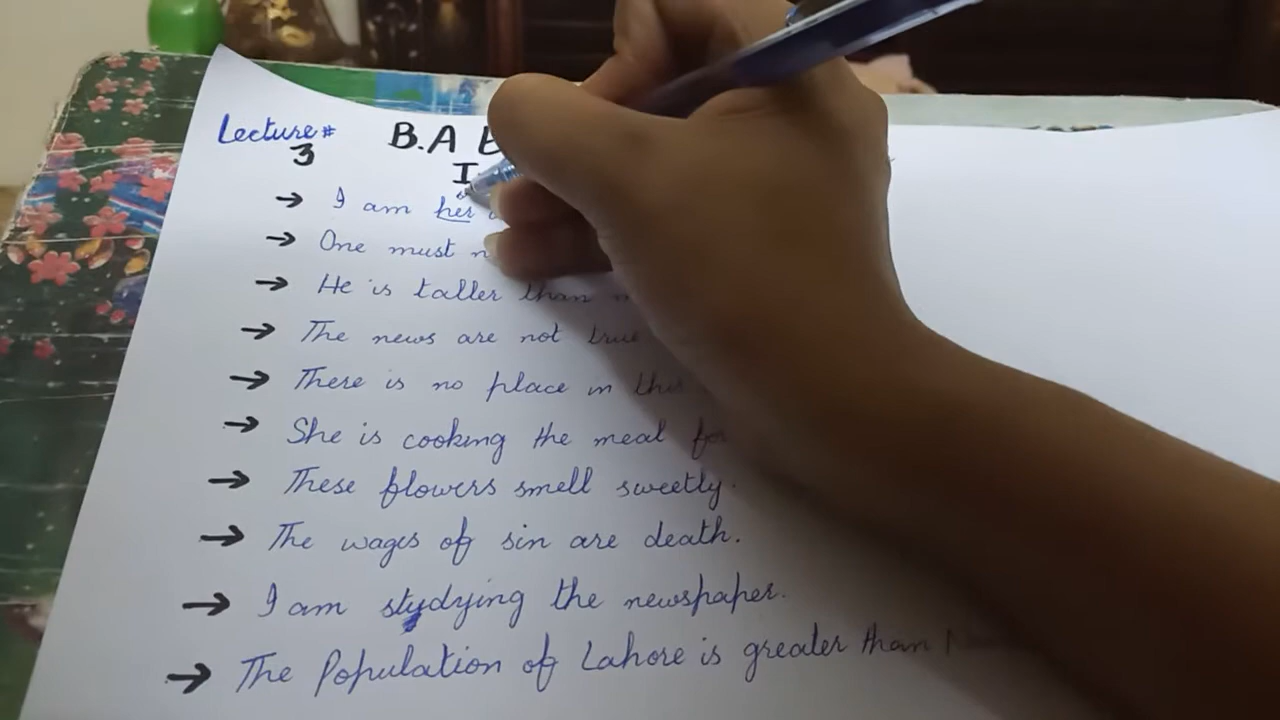 Lecture # B.A
3 I
→ I am her
→ One must
→ He is taller than
→ The news are not true
→ There is no place in this
→ She is cooking the meal for
→ These flowers smell sweetly.
→ The wages of sin are death.
→ I am studying the newspaper.
→ The Population of Lahore is greater than